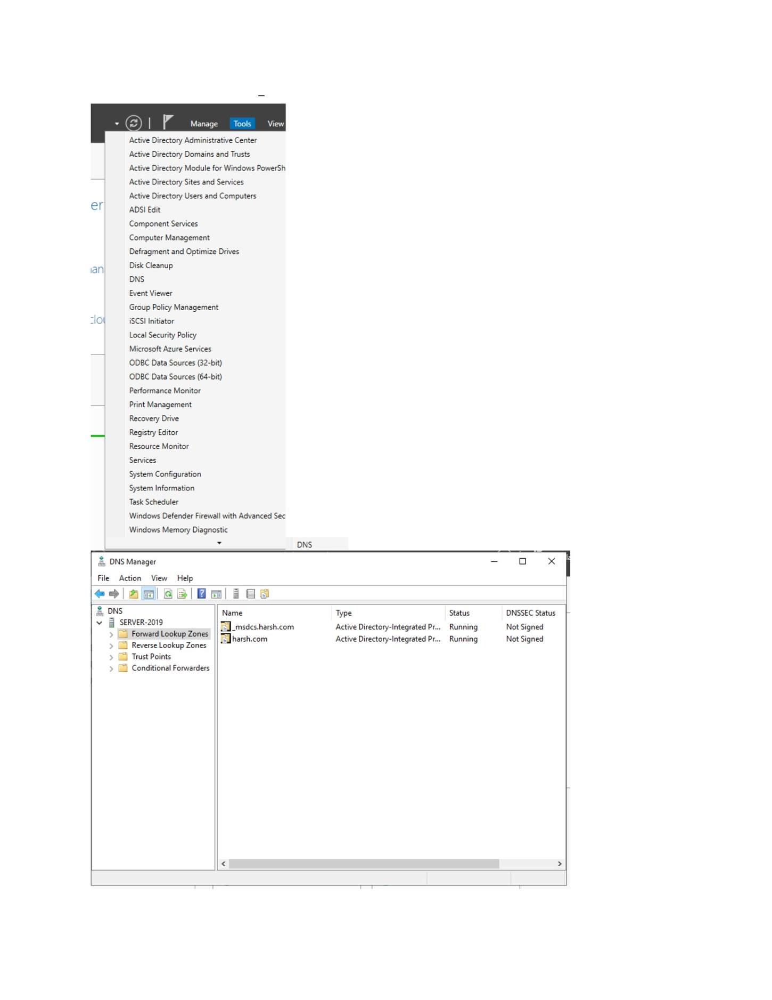 Manage Tools View
er
Active Directory Administrative Center
Active Directory Domains and Trusts
Active Directory Module for Windows PowerSh
Active Directory Sites and Services
Active Directory Users and Computers
ADSI Edit
Component Services
Computer Management
Defragment and Optimize Drives
Disk Cleanup
DNS
Event Viewer
Group Policy Management
iSCSI Initiator
Local Security Policy
Microsoft Azure Services
ODBC Data Sources (32-bit)
ODBC Data Sources (64-bit)
Performance Monitor
Print Management
Recovery Drive
Registry Editor
Resource Monitor
Services
System Configuration
System Information
Task Scheduler
Windows Defender Firewall with Advanced Sec
Windows Memory Diagnostic
DNS
DNS Manager
File Action View Help
DNS
SERVER-2019
Forward Lookup Zones
Reverse Lookup Zones
Trust Points
Conditional Forwarders
Name Type Status DNSSEC Status
_msdcs.harsh.com Active Directory-Integrated Pr... Running Not Signed
harsh.com Active Directory-Integrated Pr... Running Not Signed